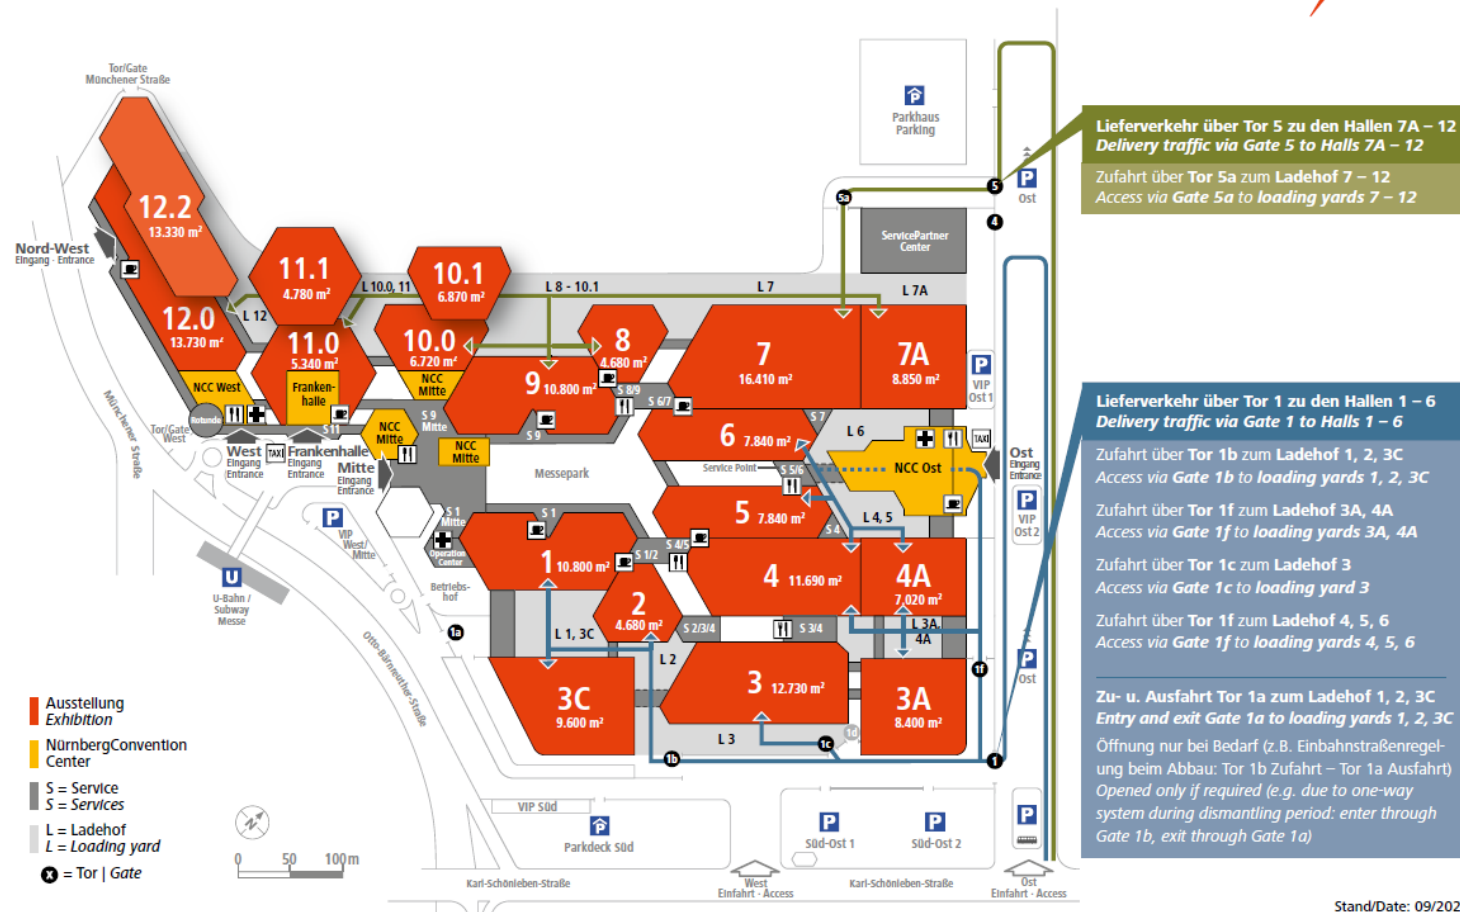 Tor/Gate
Münchener Straße
12.2
13.330 m²
Nord-West
Eingang · Entrance
12.0
13.730 m²
L 12
11.1
4.780 m²
11.0
5.340 m²
Franken-
halle
L 10.0, 11
10.1
6.870 m²
10.0
6.720 m²
L 8 - 10.1
L 7
L 7A
8
4.680 m²
9 10.800 m²
7
16.410 m²
7A
8.850 m²
P
Parkhaus
Parking
ServicePartner
Center
5a
5
4
P
Ost
P
VIP
Ost 1
NCC West
NCC
Mitte
NCC
Mitte
NCC
Mitte
Rotunde
Tor/Gate
West
Münchener Straße
S11
S 9
Mitte
S 9
S 8/9
S 6/7
S 7
L 6
6 7.840 m²
West
Eingang
Entrance
TAXI
Frankenhalle
Eingang
Entrance
Mitte
Eingang
Entrance
Messepark
Service Point
S 5/6
NCC Ost
TAXI
Ost
Eingang
Entrance
P
VIP
Ost 2
5 7.840 m²
S 4
L 4, 5
P
VIP
West/
Mitte
S 1
Mitte
S 1
Operation
Center
Betriebs-
hof
1 10.800 m²
S 1/2
S 4/5
4 11.690 m²
4A
7.020 m²
U
U-Bahn /
Subway
Messe
2
4.680 m²
S 2/3/4
S 3/4
L 3A,
4A
L 1, 3C
L 2
1a
Otto-Bärnreuther-Straße
3C
9.600 m²
3 12.730 m²
3A
8.400 m²
1f
P
Ost
L 3
1b
1c
1d
1
VIP Süd
P
Parkdeck Süd
P
Süd-Ost 1
P
Süd-Ost 2
P
Karl-Schönleben-Straße
West
Einfahrt · Access
Karl-Schönleben-Straße
Ost
Einfahrt · Access
Ausstellung
Exhibition
NürnbergConvention
Center
S = Service
S = Services
L = Ladehof
L = Loading yard
x = Tor | Gate
N
0 50 100 m
Lieferverkehr über Tor 5 zu den Hallen 7A – 12
Delivery traffic via Gate 5 to Halls 7A – 12
Zufahrt über Tor 5a zum Ladehof 7 – 12
Access via Gate 5a to loading yards 7 – 12
Lieferverkehr über Tor 1 zu den Hallen 1 – 6
Delivery traffic via Gate 1 to Halls 1 – 6
Zufahrt über Tor 1b zum Ladehof 1, 2, 3C
Access via Gate 1b to loading yards 1, 2, 3C
Zufahrt über Tor 1f zum Ladehof 3A, 4A
Access via Gate 1f to loading yards 3A, 4A
Zufahrt über Tor 1c zum Ladehof 3
Access via Gate 1c to loading yard 3
Zufahrt über Tor 1f zum Ladehof 4, 5, 6
Access via Gate 1f to loading yards 4, 5, 6
Zu- u. Ausfahrt Tor 1a zum Ladehof 1, 2, 3C
Entry and exit Gate 1a to loading yards 1, 2, 3C
Öffnung nur bei Bedarf (z.B. Einbahnstraßenregel-
ung beim Abbau: Tor 1b Zufahrt – Tor 1a Ausfahrt)
Opened only if required (e.g. due to one-way
system during dismantling period: enter through
Gate 1b, exit through Gate 1a)
Stand/Date: 09/202